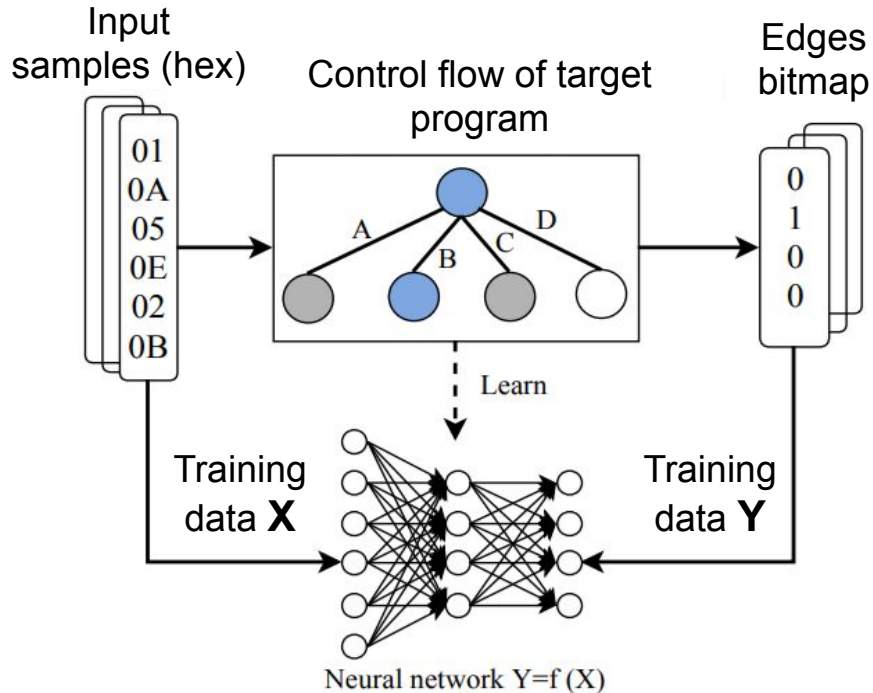 Input
samples (hex)
Control flow of target
program
Edges
bitmap
01
0A
05
0E
02
0B
A
B
C
D
0
1
0
0
Learn
Training
data X
Training
data Y
Neural network Y=f (X)